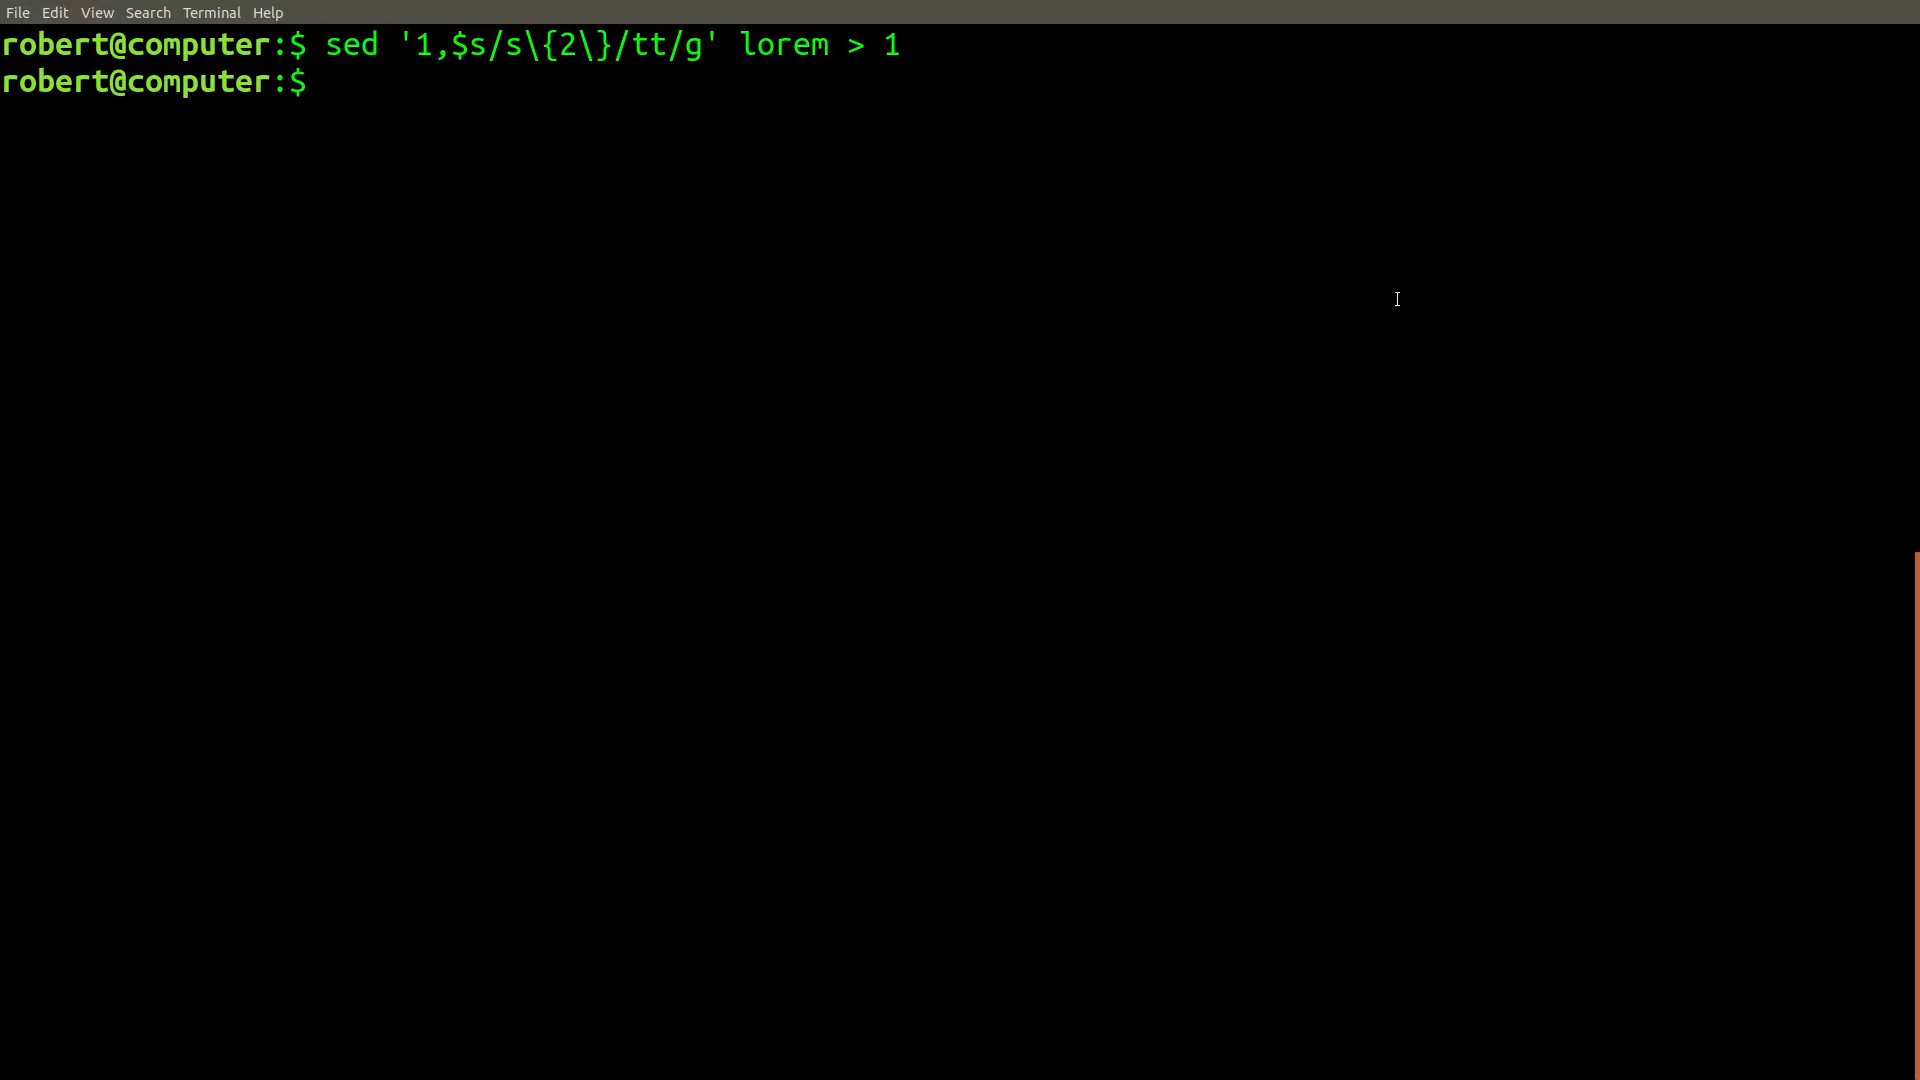 File Edit View Search Terminal Help
robert@computer:$ sed '1,$s/s\{2\}/tt/g' lorem > 1
robert@computer:$